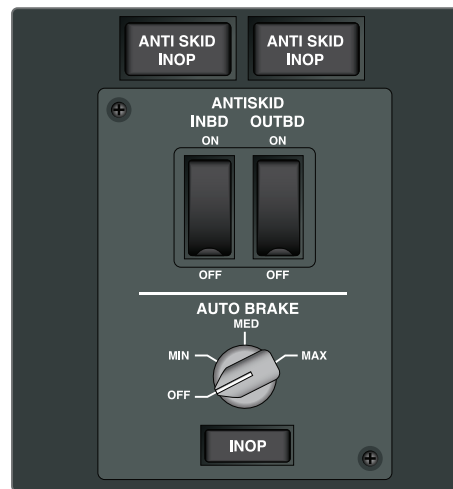 ANTI SKID
INOP
ANTI SKID
INOP
ANTISKID
INBD OUTBD
ON ON
OFF OFF
AUTO BRAKE
MED
MIN MAX
OFF
INOP